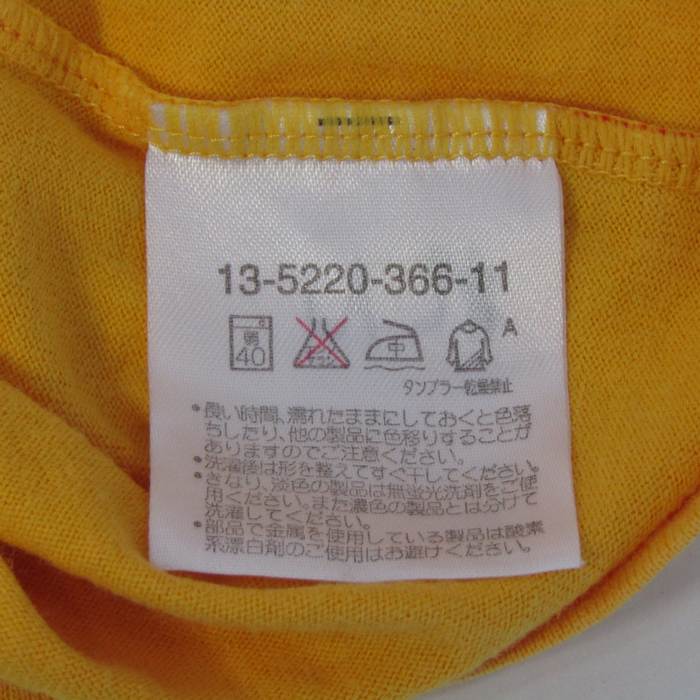 13-5220-366-11
弱
40
エンソ
サラシ
中
A
タンブラー乾燥禁止
•長い時間、濡れたままにしておくと色落
ちしたり、他の製品に色移りすることが
ありますのでご注意ください。
•洗濯後は形を整えてすぐ干してください。
•きなり、淡色の製品は無蛍光洗剤をご使
用ください。また濃色の製品とは分けて
洗濯してください。
•部品で金属を使用している製品は酸素
系漂白剤のご使用はお避けください。